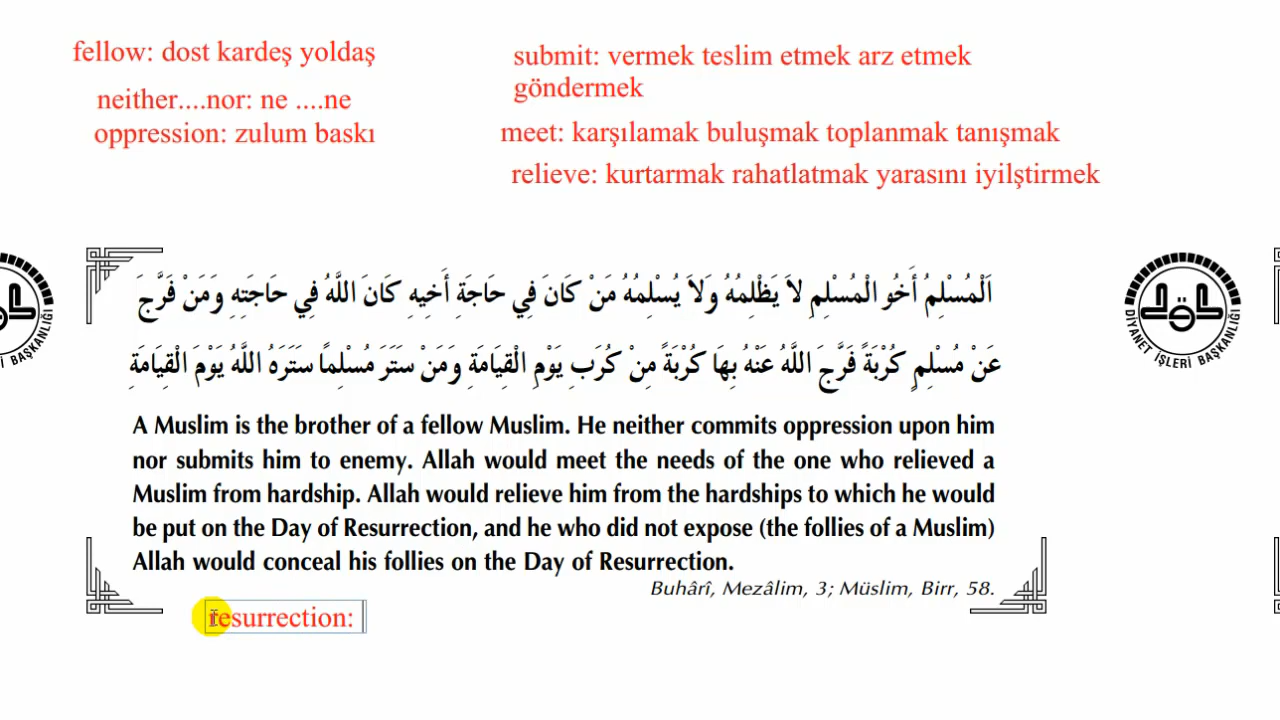 fellow: dost kardeş yoldaş
neither....nor: ne ....ne
oppression: zulum baskı
submit: vermek teslim etmek arz etmek
göndermek
meet: karşılamak buluşmak toplanmak tanışmak
relieve: kurtarmak rahatlatmak yarasını iyilştirmek
اَلْمُسْلِمُ أَخُو الْمُسْلِمِ لاَ يَظْلِمُهُ وَلاَ يُسْلِمُهُ مَنْ كَانَ فِي حَاجَةِ أَخِيهِ كَانَ اللَّهُ فِي حَاجَتِهِ وَمَنْ فَرَّجَ
عَنْ مُسْلِمٍ كُرْبَةً فَرَّجَ اللَّهُ عَنْهُ بِهَا كُرْبَةً مِنْ كُرَبِ يَوْمِ الْقِيَامَةِ وَمَنْ سَتَرَ مُسْلِمًا سَتَرَهُ اللَّهُ يَوْمَ الْقِيَامَةِ
A Muslim is the brother of a fellow Muslim. He neither commits oppression upon him
nor submits him to enemy. Allah would meet the needs of the one who relieved a
Muslim from hardship. Allah would relieve him from the hardships to which he would
be put on the Day of Resurrection, and he who did not expose (the follies of a Muslim)
Allah would conceal his follies on the Day of Resurrection.
Buhârî, Mezâlim, 3; Müslim, Birr, 58.
resurrection:
DİYANET İŞLERİ BAŞKANLIĞI